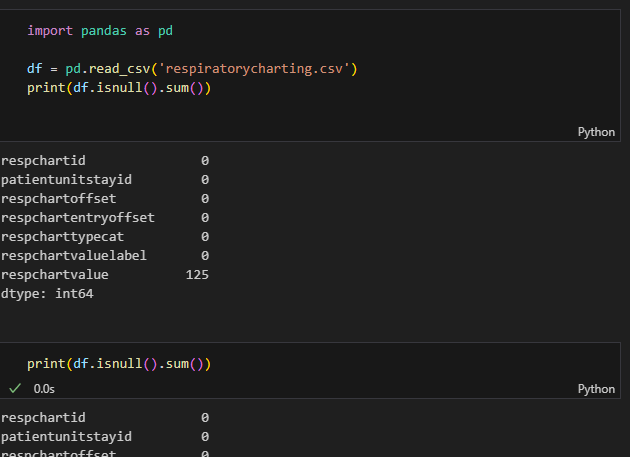 import pandas as pd
df = pd.read_csv('respiratorycharting.csv')
print(df.isnull().sum())
Python
respchartid 0
patientunitstayid 0
respchartoffset 0
respchartentryoffset 0
respcharttypecat 0
respchartvaluelabel 0
respchartvalue 125
dtype: int64
print(df.isnull().sum())
0.0s Python
respchartid 0
patientunitstayid 0
respchartoffset 0